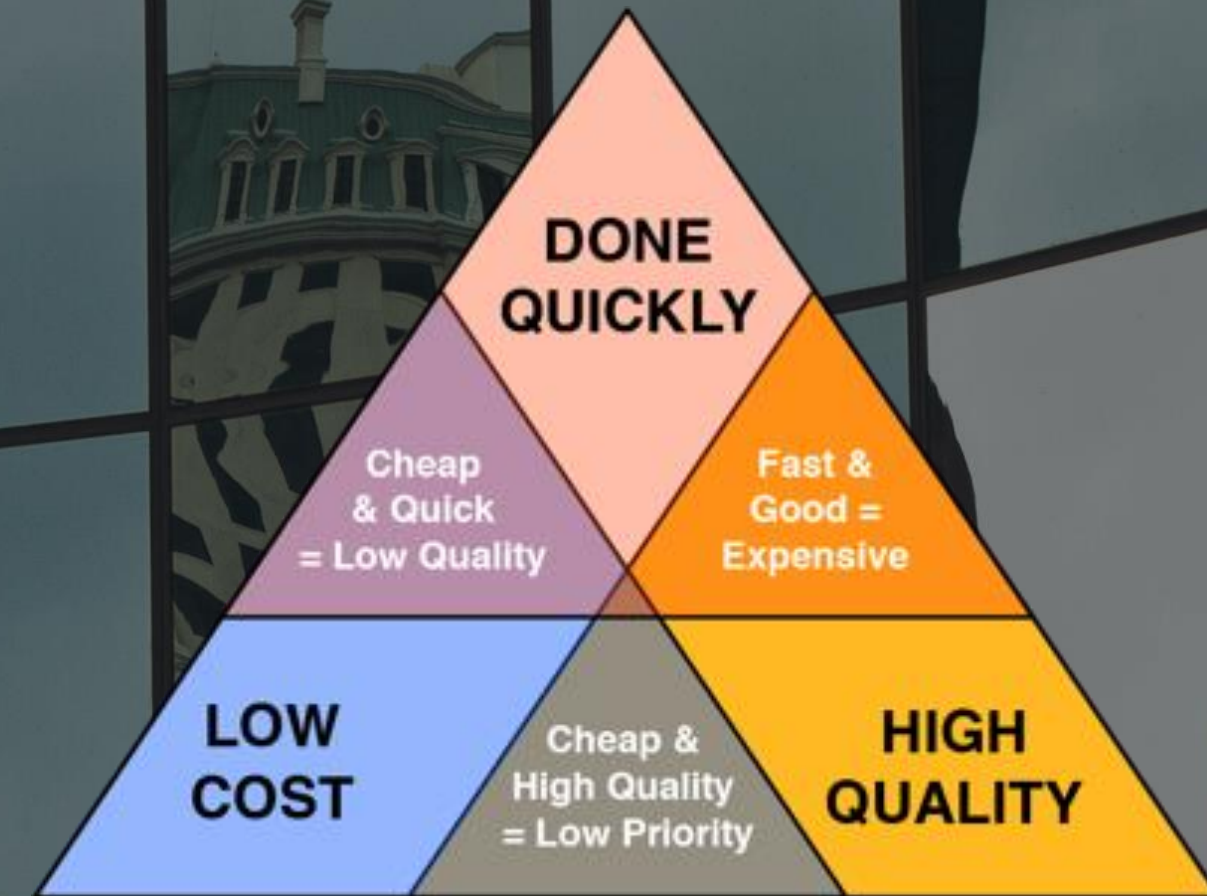 DONE
QUICKLY
Cheap
& Quick
= Low Quality
Fast &
Good =
Expensive
LOW
COST
Cheap &
High Quality
= Low Priority
HIGH
QUALITY